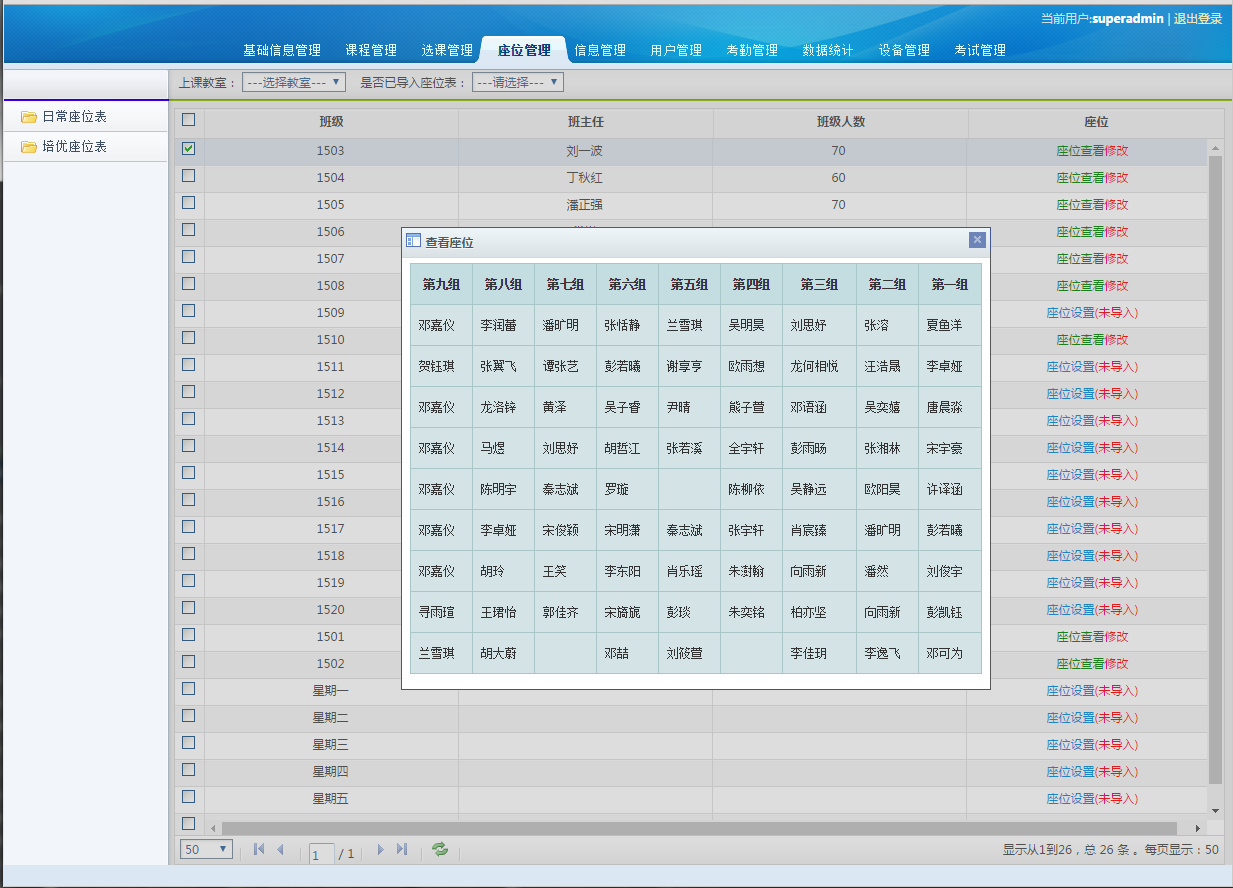 当前用户:superadmin | 退出登录
基础信息管理 课程管理 选课管理 座位管理 信息管理 用户管理 考勤管理 数据统计 设备管理 考试管理
上课教室： ---选择教室--- 是否已导入座位表： ---请选择---
日常座位表
培优座位表
班级 班主任 班级人数 座位
1503 刘一波 70 座位查看修改
1504 丁秋红 60 座位查看修改
1505 潘正强 70 座位查看修改
1506 座位查看修改
1507 座位查看修改
1508 座位查看修改
1509 座位设置(未导入)
1510 座位查看修改
1511 座位设置(未导入)
1512 座位设置(未导入)
1513 座位设置(未导入)
1514 座位设置(未导入)
1515 座位设置(未导入)
1516 座位设置(未导入)
1517 座位设置(未导入)
1518 座位设置(未导入)
1519 座位设置(未导入)
1520 座位设置(未导入)
1501 座位查看修改
1502 座位查看修改
星期一 座位设置(未导入)
星期二 座位设置(未导入)
星期三 座位设置(未导入)
星期四 座位设置(未导入)
星期五 座位设置(未导入)
查看座位
第九组 第八组 第七组 第六组 第五组 第四组 第三组 第二组 第一组
邓嘉仪 李润蕃 潘旷明 张恬静 兰雪琪 吴明昊 刘思妤 张溶 夏鱼洋
贺钰琪 张翼飞 谭张艺 彭若曦 谢享亨 欧雨想 龙何相悦 汪浩晟 李卓娅
邓嘉仪 龙洛锌 黄泽 吴子睿 尹晴 熊子萱 邓语涵 吴奕嬉 唐晨淼
邓嘉仪 马煜 刘思妤 胡哲江 张若溪 全宇轩 彭雨旸 张湘林 宋宇豪
邓嘉仪 陈明宇 秦志斌 罗璇 陈柳依 吴静远 欧阳昊 许译涵
邓嘉仪 李卓娅 宋俊颖 宋明潇 秦志斌 张宇轩 肖宸臻 潘旷明 彭若曦
邓嘉仪 胡玲 王笑 李东阳 肖乐瑶 朱澍翰 向雨新 潘然 刘俊宇
寻雨瑄 王珺怡 郭佳齐 宋旖旎 彭琰 朱奕铭 柏亦坚 向雨新 彭凯钰
兰雪琪 胡大蔚 邓喆 刘筱萱 李佳玥 李逸飞 邓可为
50 1 / 1 显示从1到26，总 26 条 。每页显示：50